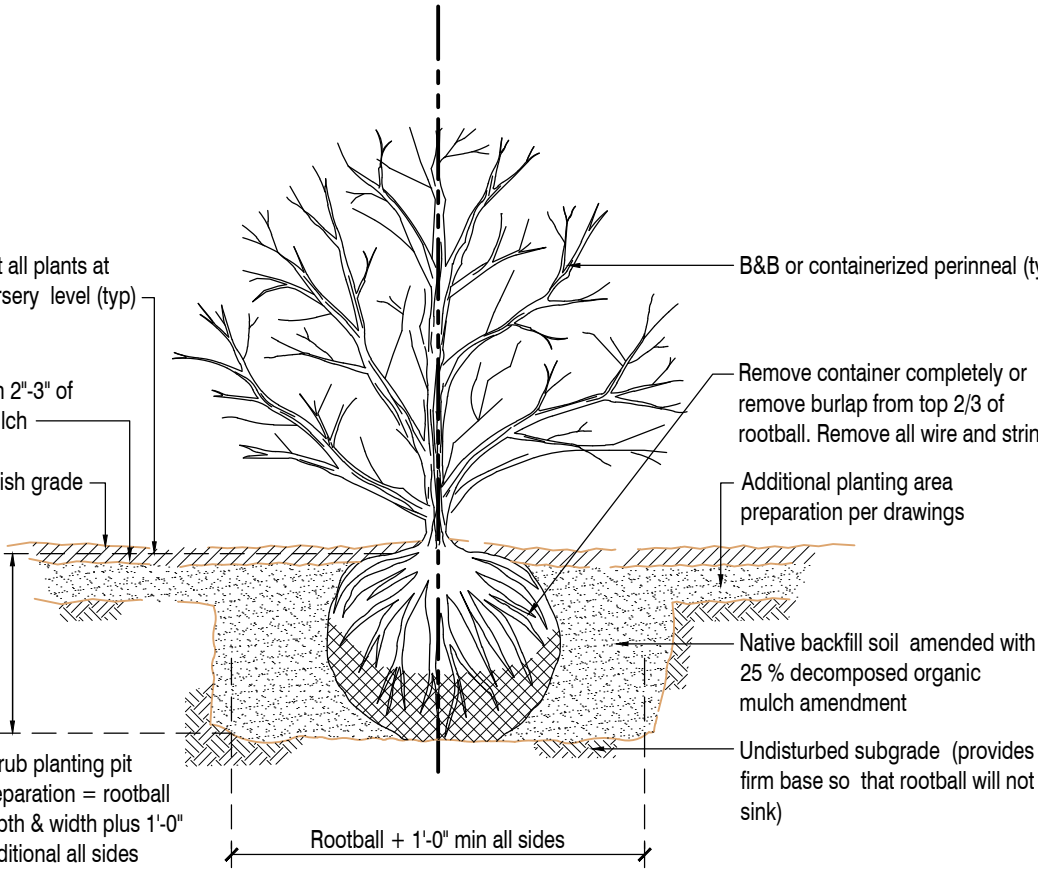 t all plants at
rsery level (typ)
n 2"-3" of
lch
ish grade
rub planting pit
eparation = rootball
pth & width plus 1'-0"
ditional all sides
Rootball + 1'-0" min all sides
B&B or containerized perinneal (ty
Remove container completely or
remove burlap from top 2/3 of
rootball. Remove all wire and strin
Additional planting area
preparation per drawings
Native backfill soil amended with
25 % decomposed organic
mulch amendment
Undisturbed subgrade (provides
firm base so that rootball will not
sink)